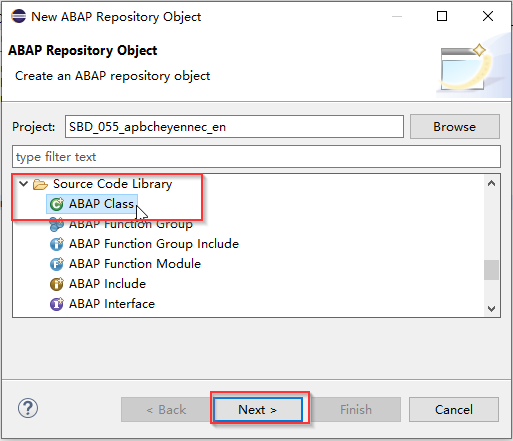 New ABAP Repository Object
ABAP Repository Object
Create an ABAP repository object
Project: SBD_055_apbcheyennec_en Browse
type filter text
Source Code Library
ABAP Class
ABAP Function Group
ABAP Function Group Include
ABAP Function Module
ABAP Include
ABAP Interface
< Back Next > Finish Cancel